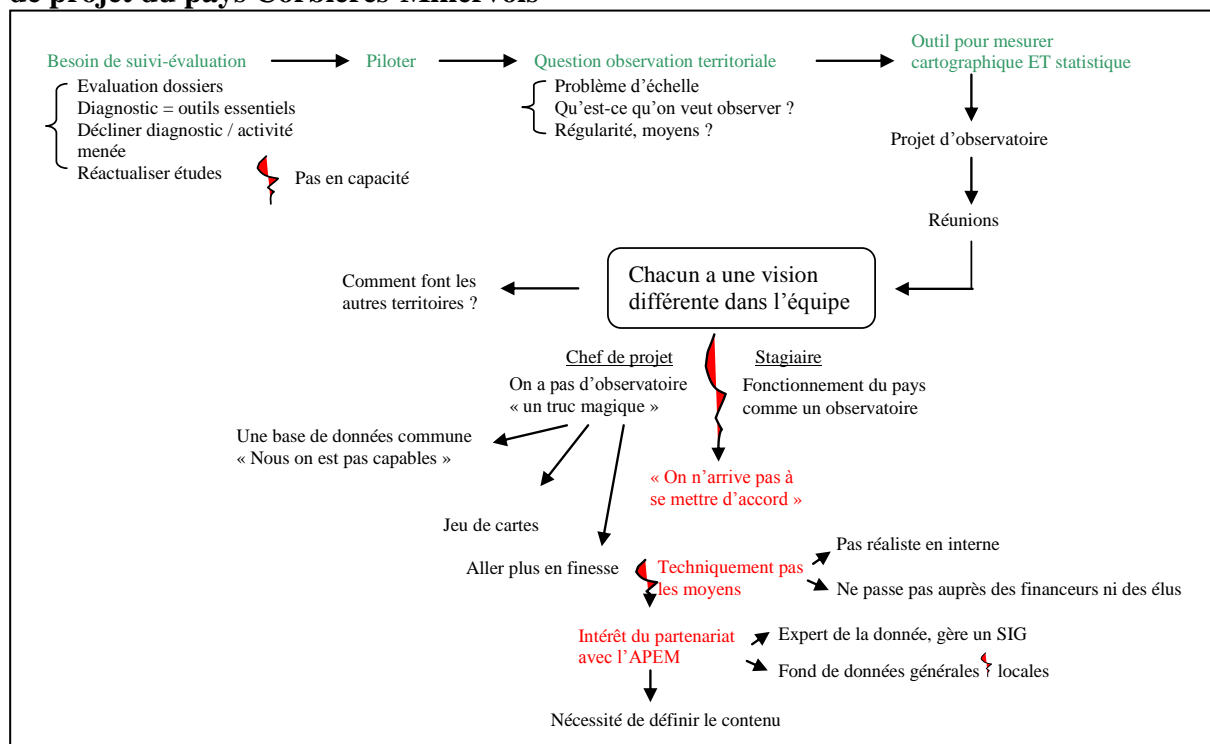 de projet du pays Corbières-Minervois
Besoin de suivi-évaluation
Piloter
Question observation territoriale
Outil pour mesurer
cartographique ET statistique
Evaluation dossiers
Diagnostic = outils essentiels
Décliner diagnostic / activité
menée
Réactualiser études
Pas en capacité
Problème d’échelle
Qu’est-ce qu’on veut observer ?
Régularité, moyens ?
Projet d’observatoire
Réunions
Chacun a une vision
différente dans l’équipe
Comment font les
autres territoires ?
Chef de projet
On a pas d’observatoire
« un truc magique »
Stagiaire
Fonctionnement du pays
comme un observatoire
Une base de données commune
« Nous on est pas capables »
« On n’arrive pas à
se mettre d’accord »
Jeu de cartes
Aller plus en finesse
Techniquement pas
les moyens
Pas réaliste en interne
Ne passe pas auprès des financeurs ni des élus
Intérêt du partenariat
avec l’APEM
Expert de la donnée, gère un SIG
Fond de données générales locales
Nécessité de définir le contenu